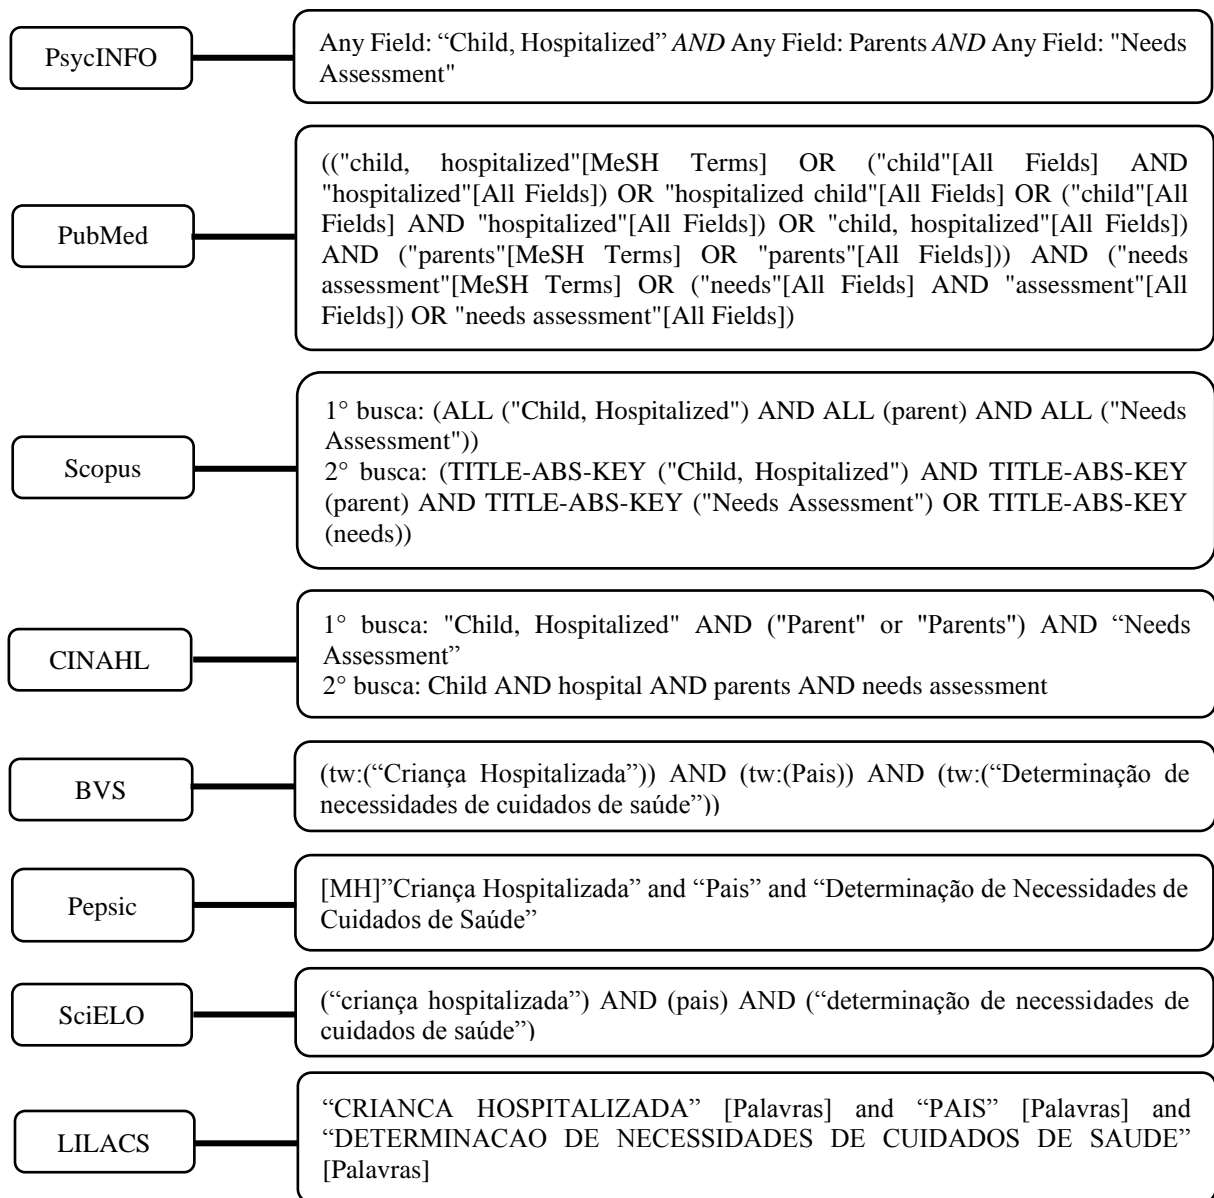 PsycINFO
Any Field: “Child, Hospitalized” AND Any Field: Parents AND Any Field: "Needs
Assessment"
PubMed
(("child, hospitalized"[MeSH Terms] OR ("child"[All Fields] AND
"hospitalized"[All Fields]) OR "hospitalized child"[All Fields] OR ("child"[All
Fields] AND "hospitalized"[All Fields]) OR "child, hospitalized"[All Fields])
AND ("parents"[MeSH Terms] OR "parents"[All Fields])) AND ("needs
assessment"[MeSH Terms] OR ("needs"[All Fields] AND "assessment"[All
Fields]) OR "needs assessment"[All Fields])
Scopus
1° busca: (ALL ("Child, Hospitalized") AND ALL (parent) AND ALL ("Needs
Assessment"))
2° busca: (TITLE-ABS-KEY ("Child, Hospitalized") AND TITLE-ABS-KEY
(parent) AND TITLE-ABS-KEY ("Needs Assessment") OR TITLE-ABS-KEY
(needs))
CINAHL
1° busca: "Child, Hospitalized" AND ("Parent" or "Parents") AND “Needs
Assessment”
2° busca: Child AND hospital AND parents AND needs assessment
BVS
(tw:(“Criança Hospitalizada”)) AND (tw:(Pais)) AND (tw:(“Determinação de
necessidades de cuidados de saúde”))
Pepsic
[MH]”Criança Hospitalizada” and “Pais” and “Determinação de Necessidades de
Cuidados de Saúde”
SciELO
(“criança hospitalizada”) AND (pais) AND (“determinação de necessidades de
cuidados de saúde”)
LILACS
“CRIANCA HOSPITALIZADA” [Palavras] and “PAIS” [Palavras] and
“DETERMINACAO DE NECESSIDADES DE CUIDADOS DE SAUDE”
[Palavras]